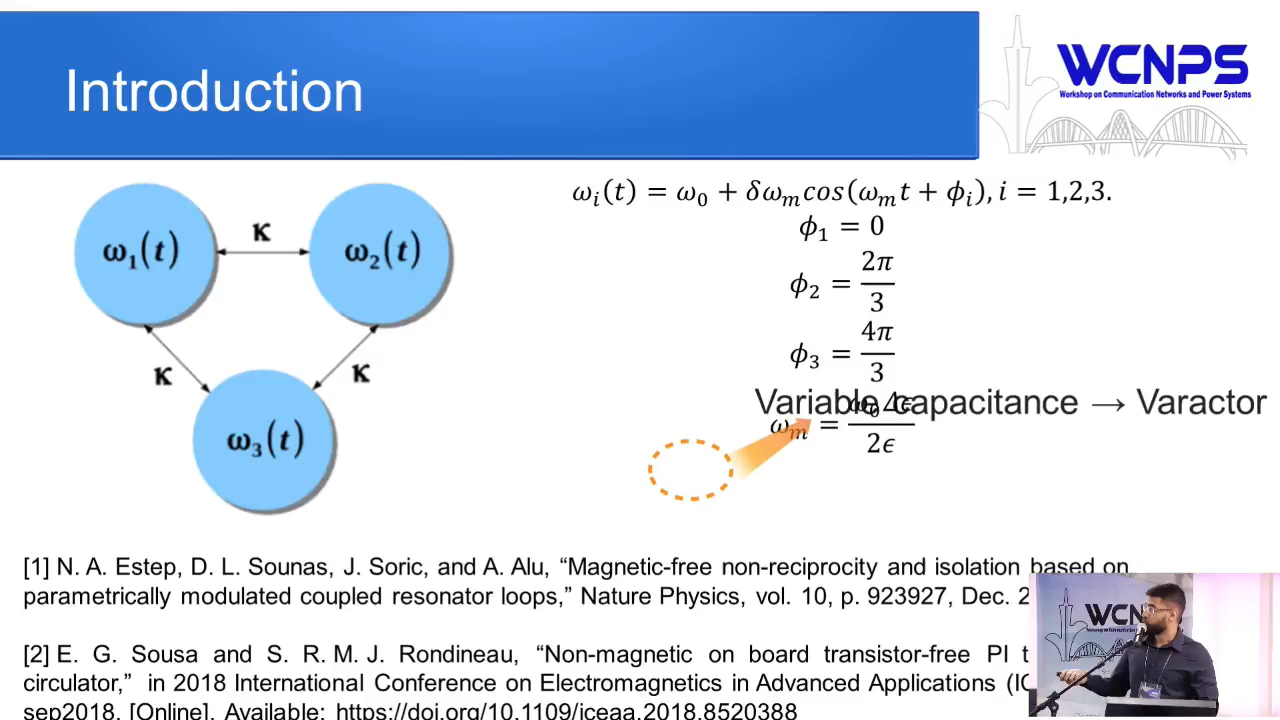 Introduction
WCNPS
Workshop on Communication Networks and Power Systems
ω₁(t)
κ
ω₂(t)
κ
κ
ω₃(t)
ωᵢ(t) = ω₀ + δωₘcos(ωₘt + ϕᵢ), i = 1,2,3.
ϕ₁ = 0
ϕ₂ = 2π/3
ϕ₃ = 4π/3
Variable capacitance → Varactor
ωₘ = ω₀Δϵ/2ϵ
[1] N. A. Estep, D. L. Sounas, J. Soric, and A. Alu, “Magnetic-free non-reciprocity and isolation based on
parametrically modulated coupled resonator loops,” Nature Physics, vol. 10, p. 923927, Dec. 2
[2] E. G. Sousa and S. R. M. J. Rondineau, “Non-magnetic on board transistor-free PI t
circulator,” in 2018 International Conference on Electromagnetics in Advanced Applications (IC
sep2018. [Online]. Available: https://doi.org/10.1109/iceaa.2018.8520388
WCN